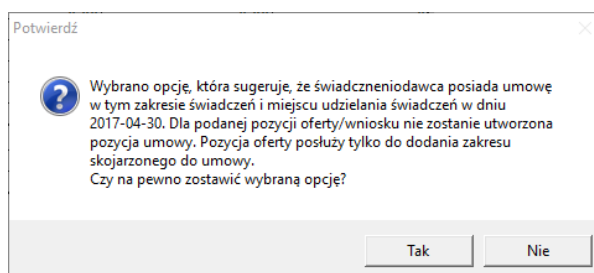 Potwierdź
Wybrano opcję, która sugeruje, że świadczneniodawca posiada umowę
w tym zakresie świadczeń i miejscu udzielania świadczeń w dniu
2017-04-30. Dla podanej pozycji oferty/wniosku nie zostanie utworzona
pozycja umowy. Pozycja oferty posłuży tylko do dodania zakresu
skojarzonego do umowy.
Czy na pewno zostawić wybraną opcję?
Tak
Nie